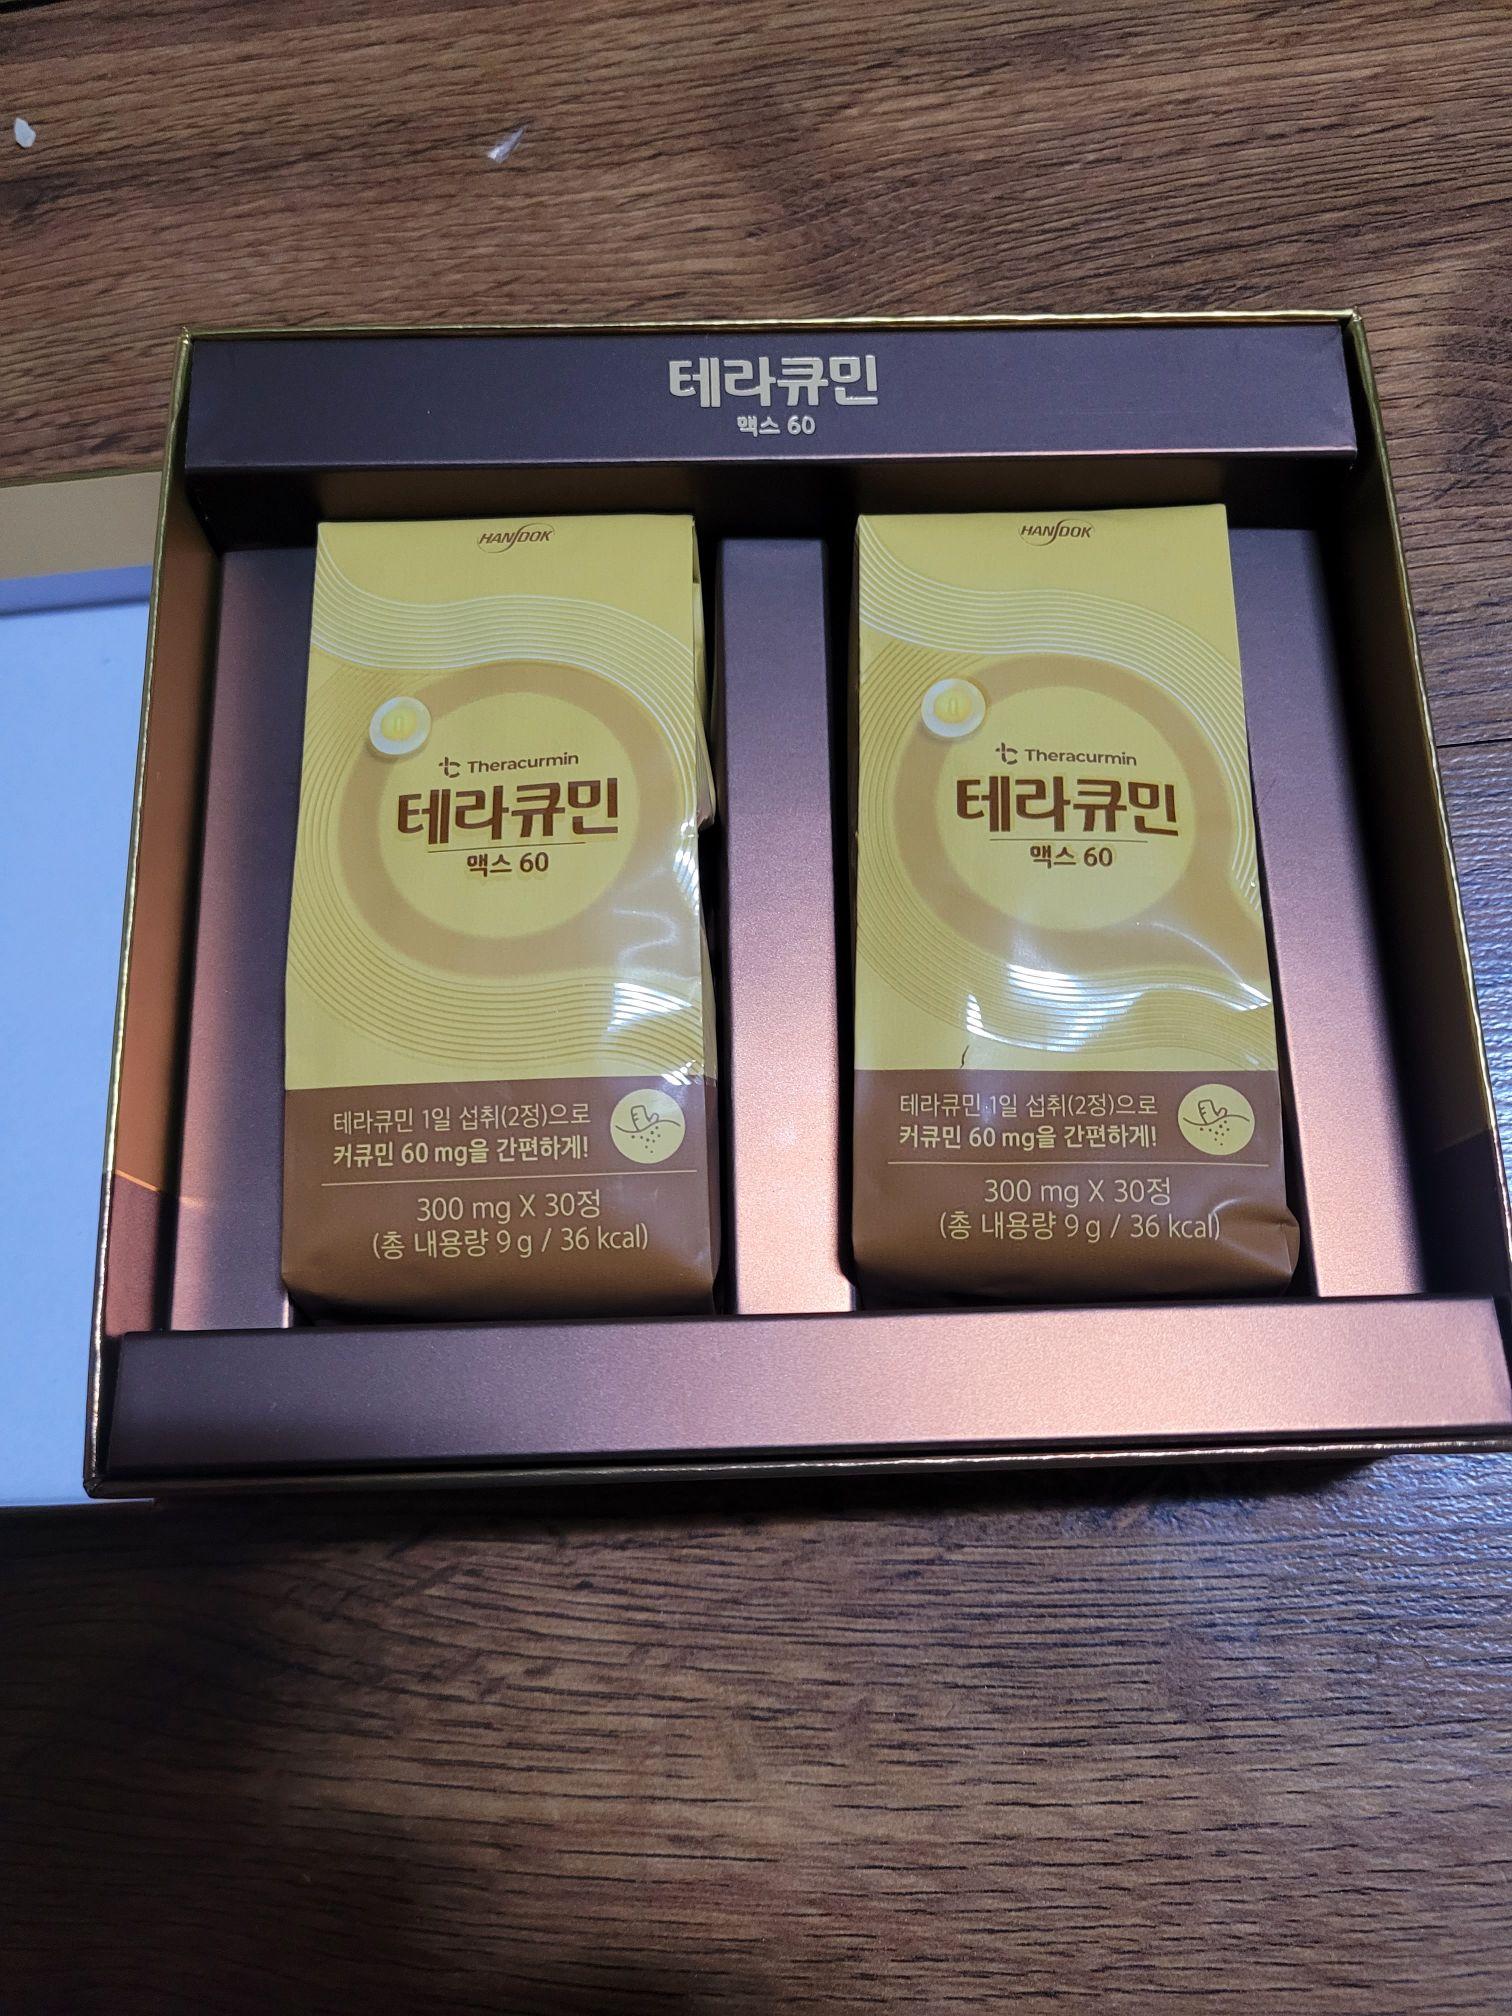 테라큐민
맥스 60
HANDOK
Theracurmin
테라큐민
맥스 60
테라큐민 1일 섭취(2정)으로
커큐민 60 mg을 간편하게!
300 mg X 30정
(총 내용량 9 g / 36 kcal)
HANDOK
Theracurmin
테라큐민
맥스 60
테라큐민 1일 섭취(2정)으로
커큐민 60 mg을 간편하게!
300 mg X 30정
(총 내용량 9 g / 36 kcal)